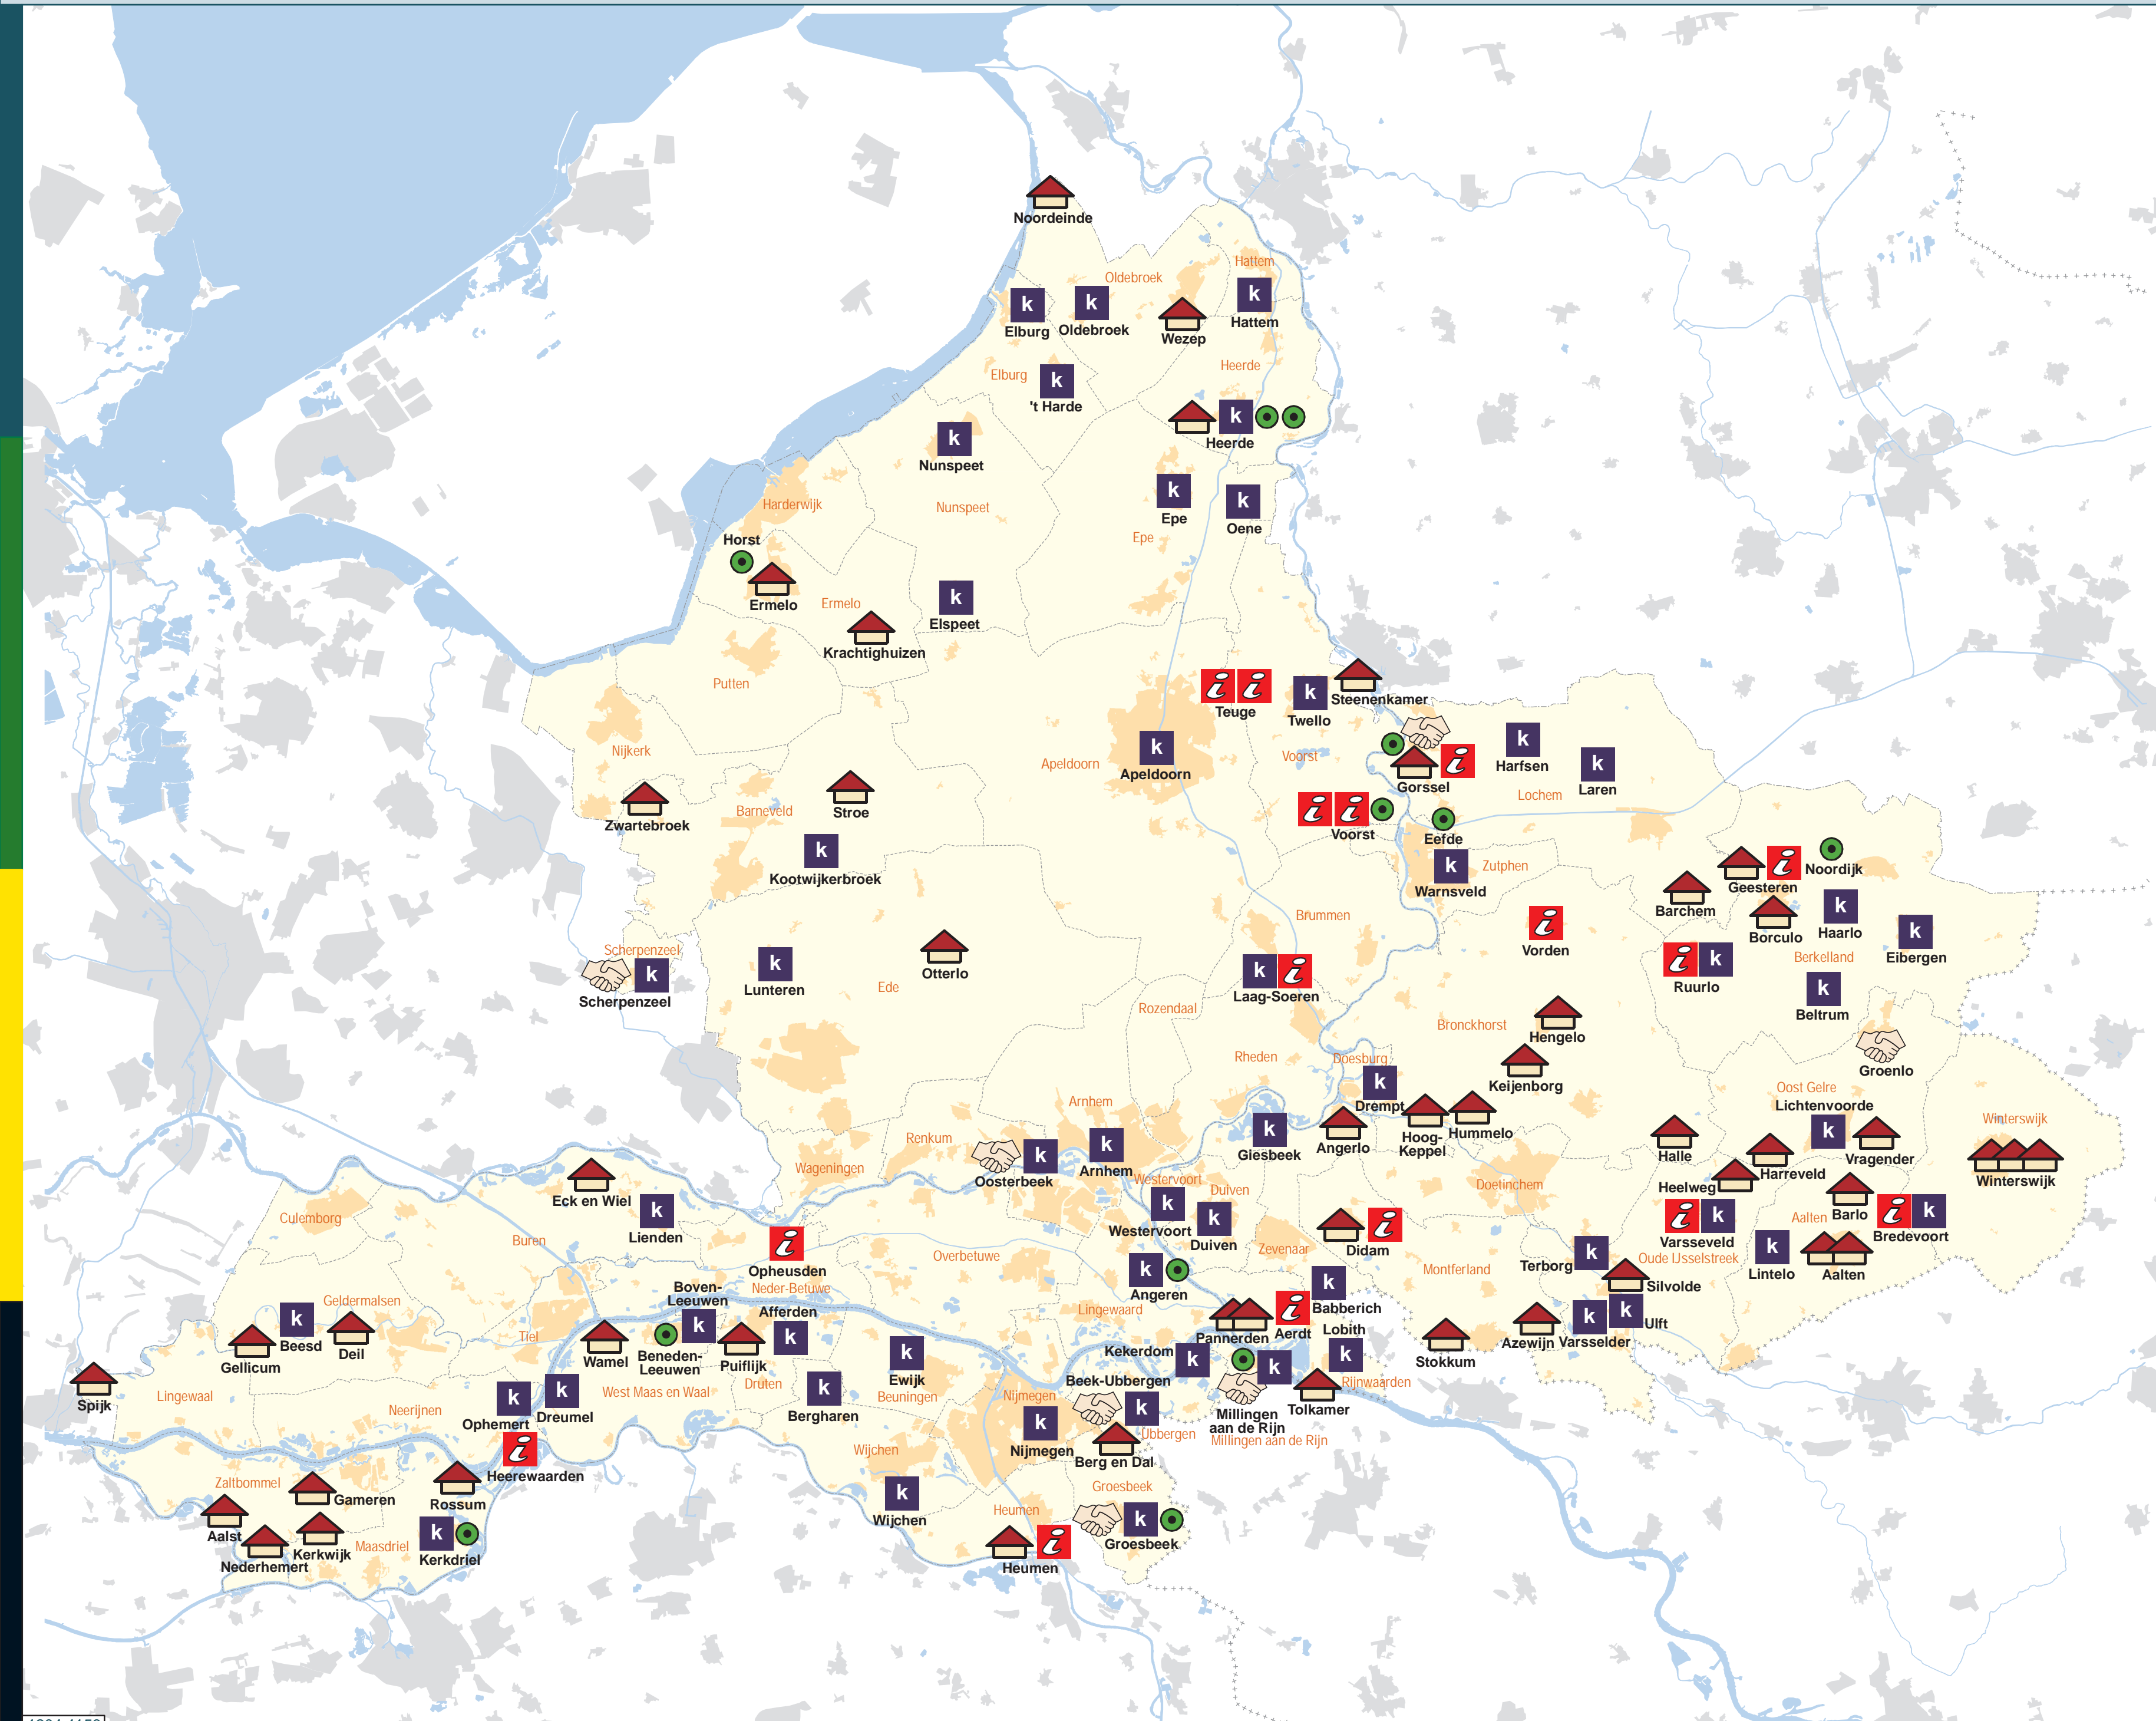 Noordeinde
Hattem
Oldebroek
k
k
k
Elburg
Oldebroek
Hattem
Wezep
Heerde
Elburg
k
't Harde
k
Heerde
k
Nunspeet
Harderwijk
Nunspeet
k
Epe
k
Oene
Epe
Horst
Ermelo
Ermelo
k
Elspeet
Krachtighuizen
Putten
i i
Teuge
k
Twello
Steenenkamer
Nijkerk
Apeldoorn
k
Apeldoorn
Voorst
i
Gorssel
k
Harfsen
k
Laren
Lochem
Zwartebroek
Barneveld
Stroe
i i
Voorst
Eefde
k
Kootwijkerbroek
k
Warnsveld
Zutphen
i
Geesteren
Noordijk
Barchem
Borculo
k
Haarlo
k
Eibergen
Brummen
i
Vorden
Scherpenzeel
k
Scherpenzeel
k
Lunteren
Otterlo
Ede
k i
Laag-Soeren
i k
Ruurlo
Berkelland
k
Beltrum
Rozendaal
Bronckhorst
Hengelo
Rheden
Doesburg
Keijenborg
Groenlo
k
Drempt
Oost Gelre
Arnhem
Lichtenvoorde
k
Winterswijk
Hoog-
Keppel
Hummelo
Angerlo
k
Giesbeek
Renkum
k
Oosterbeek
k
Arnhem
Halle
Harreveld
Vragender
Winterswijk
Wageningen
Westervoort
Duiven
Doetinchem
Heelweg
Eck en Wiel
k
Lienden
k
Westervoort
k
Duiven
Barlo
Culemborg
Buren
i
Opheusden
Overbetuwe
Zevenaar
i
Didam
i k
Varsseveld
Aalten
i k
Bredevoort
k
Terborg
Oude IJsselstreek
k
Lintelo
Aalten
Montferland
Silvolde
k
Angeren
Neder-Betuwe
Boven-
Leeuwen
k
Afferden
k
Geldermalsen
Lingewaard
k
Babberich
i
Aerdt
Pannerden
Lobith
k
k
Beesd
Deil
Gellicum
Tiel
Wamel
Beneden-
Leeuwen
Puiflijk
Druten
k
Ewijk
Beuningen
Kekerdom
k
k
Stokkum
Azewijn
k
Varsselder
k
Ulft
Spijk
Lingewaal
Neerijnen
k
Ophemert
k
Dreumel
West Maas en Waal
k
Bergharen
Nijmegen
Beek-Ubbergen
k
Rijnwaarden
Tolkamer
Millingen
aan de Rijn
k
Nijmegen
Ubbergen
Millingen aan de Rijn
Berg en Dal
i
Heerewaarden
Wijchen
Zaltbommel
Gameren
Rossum
k
Wijchen
Groesbeek
Heumen
Aalst
Nederhemert
Kerkwijk
Maasdriel
k
Kerkdriel
i
Heumen
k
Groesbeek